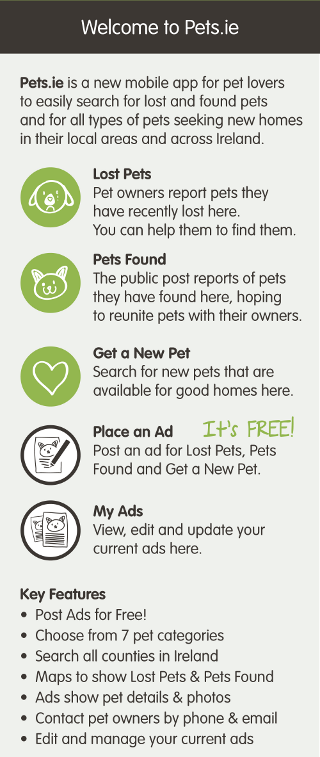 Welcome to Pets.ie
Pets.ie is a new mobile app for pet lovers
to easily search for lost and found pets
and for all types of pets seeking new homes
in their local areas and across Ireland.
Lost Pets
Pet owners report pets they
have recently lost here.
You can help them to find them.
Pets Found
The public post reports of pets
they have found here, hoping
to reunite pets with their owners.
Get a New Pet
Search for new pets that are
available for good homes here.
Place an Ad It's FREE!
Post an ad for Lost Pets, Pets
Found and Get a New Pet.
My Ads
View, edit and update your
current ads here.
Key Features
• Post Ads for Free!
• Choose from 7 pet categories
• Search all counties in Ireland
• Maps to show Lost Pets & Pets Found
• Ads show pet details & photos
• Contact pet owners by phone & email
• Edit and manage your current ads